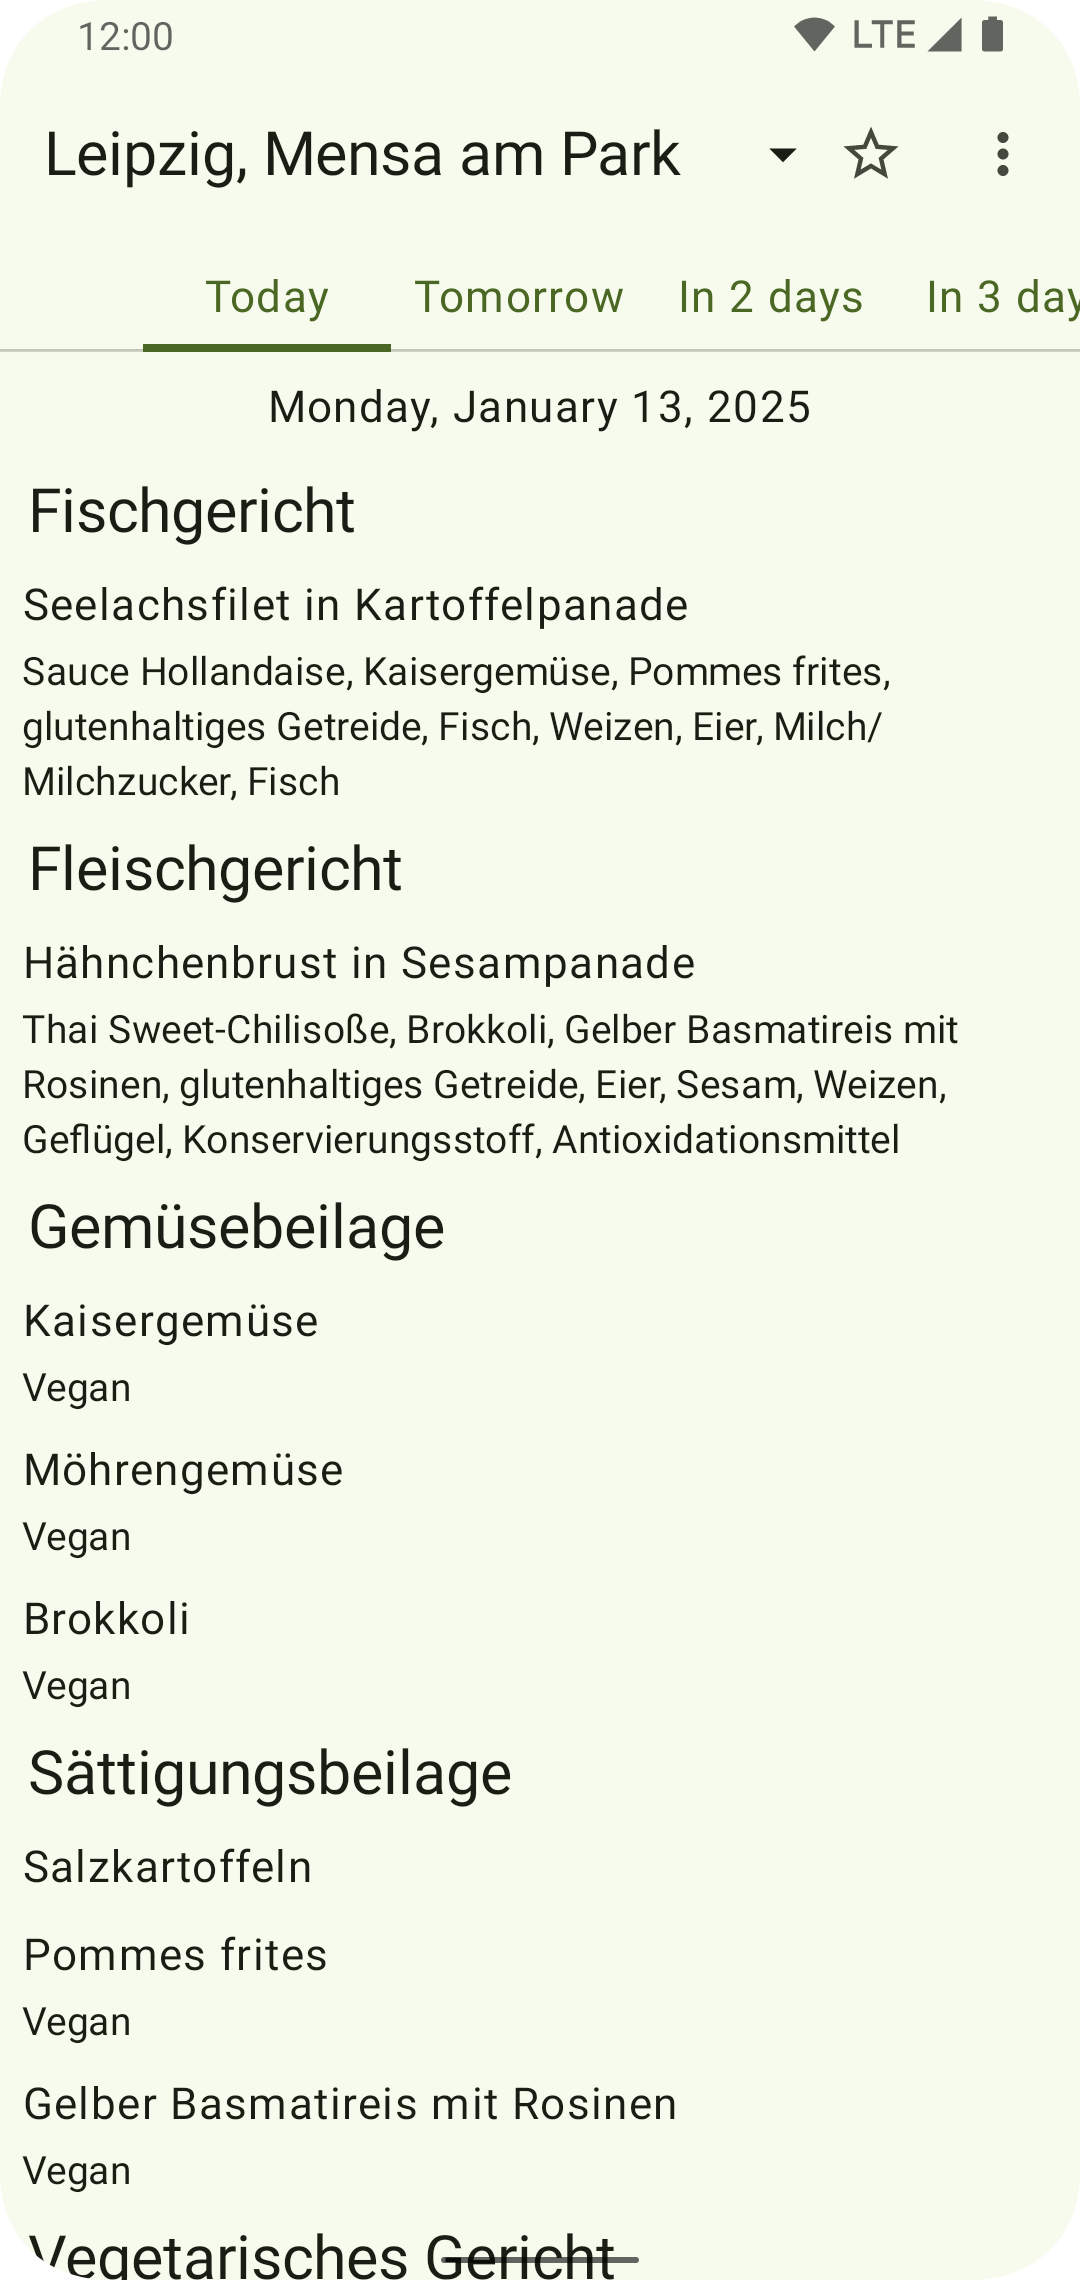 12:00
LTE
Leipzig, Mensa am Park
Today Tomorrow In 2 days In 3 day
Monday, January 13, 2025
Fischgericht
Seelachsfilet in Kartoffelpanade
Sauce Hollandaise, Kaisergemüse, Pommes frites,
glutenhaltiges Getreide, Fisch, Weizen, Eier, Milch/
Milchzucker, Fisch
Fleischgericht
Hähnchenbrust in Sesampanade
Thai Sweet-Chilisoße, Brokkoli, Gelber Basmatireis mit
Rosinen, glutenhaltiges Getreide, Eier, Sesam, Weizen,
Geflügel, Konservierungsstoff, Antioxidationsmittel
Gemüsebeilage
Kaisergemüse
Vegan
Möhrengemüse
Vegan
Brokkoli
Vegan
Sättigungsbeilage
Salzkartoffeln
Pommes frites
Vegan
Gelber Basmatireis mit Rosinen
Vegan
Vegetarisches Gericht